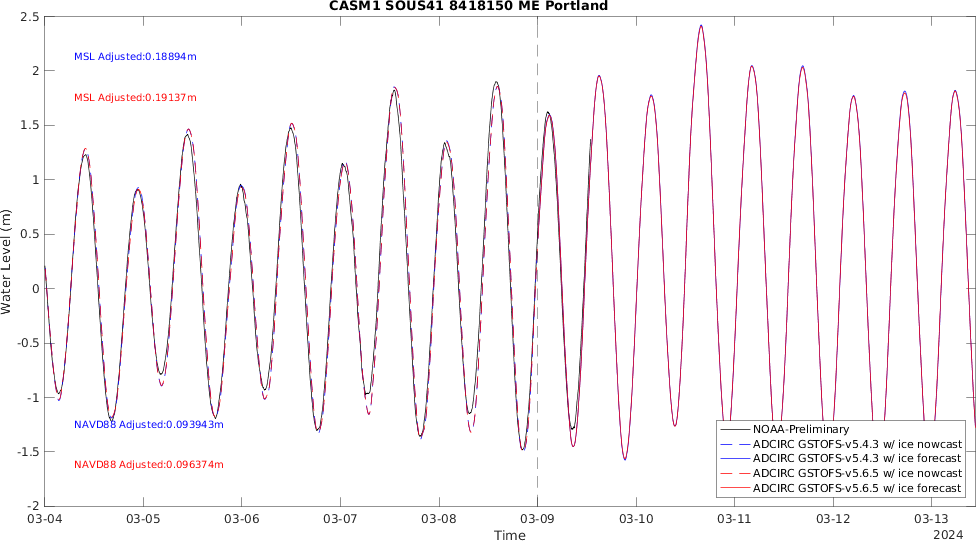 CASM1 SOUS41 8418150 ME Portland
2.5
2
1.5
1
0.5
0
-0.5
-1
-1.5
-2
Water Level (m)
MSL Adjusted:0.18894m
MSL Adjusted:0.19137m
NAVD88 Adjusted:0.093943m
NAVD88 Adjusted:0.096374m
NOAA-Preliminary
ADCIRC GSTOFS-v5.4.3 w/ ice nowcast
ADCIRC GSTOFS-v5.4.3 w/ ice forecast
ADCIRC GSTOFS-v5.6.5 w/ ice nowcast
ADCIRC GSTOFS-v5.6.5 w/ ice forecast
03-04 03-05 03-06 03-07 03-08 03-09 03-10 03-11 03-12 03-13
Time
2024